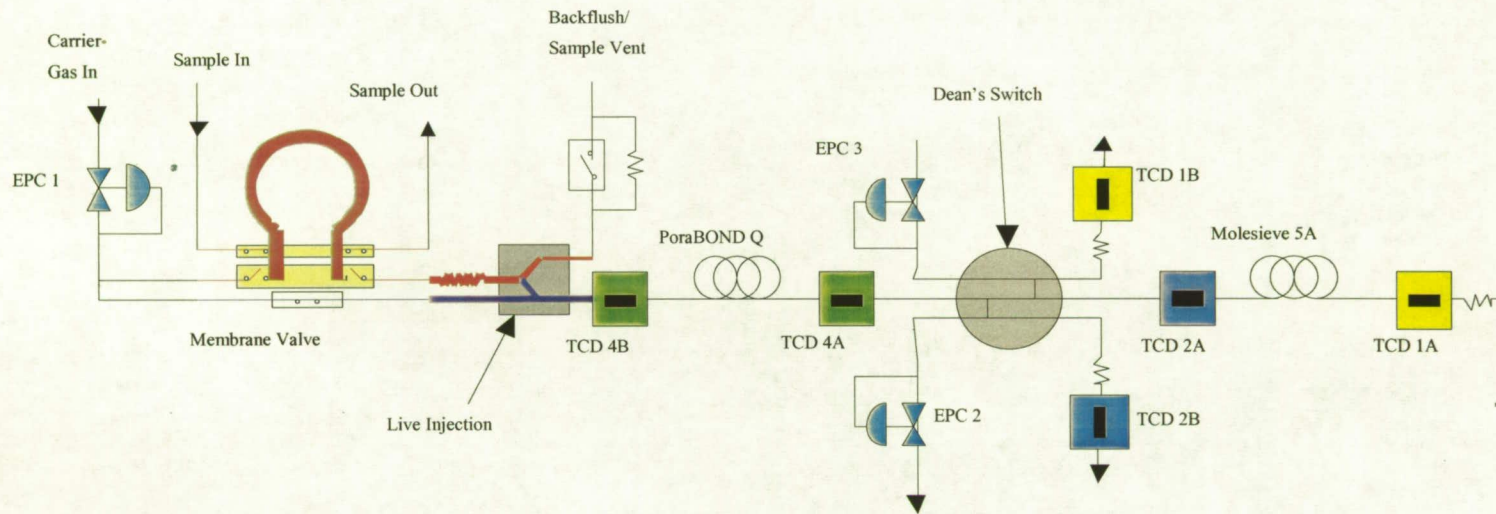 Carrier-
Gas In
Sample In
Sample Out
Backflush/
Sample Vent
EPC 1
Membrane Valve
Live Injection
TCD 4B
PoraBOND Q
TCD 4A
Dean's Switch
EPC 3
EPC 2
TCD 1B
TCD 2A
TCD 2B
Molesieve 5A
TCD 1A